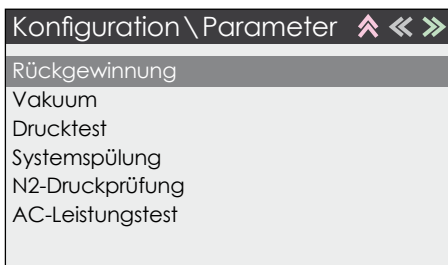 Konfiguration\Parameter
Rückgewinnung
Vakuum
Drucktest
Systemspülung
N2-Druckprüfung
AC-Leistungstest